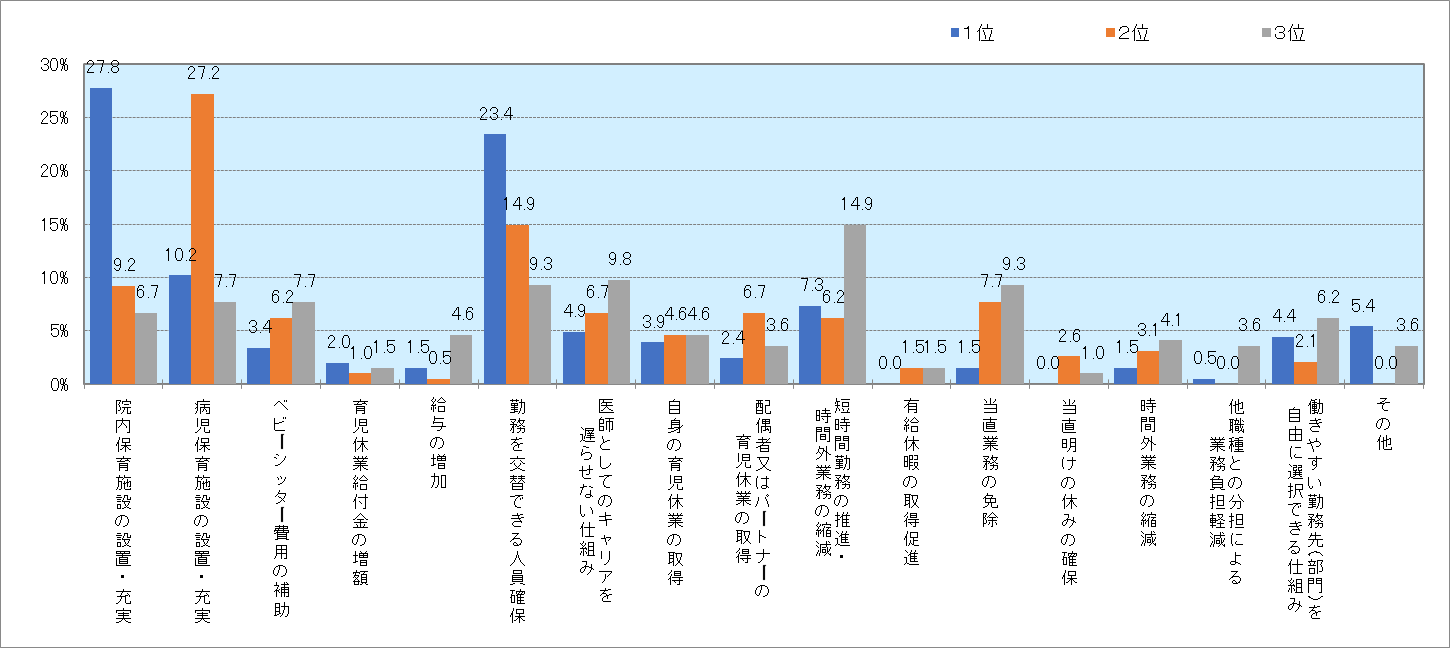 1位 2位 3位
30%
25%
20%
15%
10%
5%
0%
27.8 9.2 6.7
10.2 27.2 7.7
3.4 6.2 7.7
2.0 1.0 1.5
1.5 0.5 4.6
23.4 14.9 9.3
4.9 6.7 9.8
3.9 4.6 4.6
2.4 6.7 3.6
7.3 6.2 14.9
0.0 1.5 1.5
1.5 7.7 9.3
0.0 2.6 1.0
1.5 3.1 4.1
0.5 0.0 3.6
4.4 2.1 6.2
5.4 0.0 3.6
院内保育施設の設置・充実
病児保育施設の設置・充実
ベビーシッター費用の補助
育児休業給付金の増額
給与の増加
勤務を交替できる人員確保
医師としてのキャリアを
遅らせない仕組み
自身の育児休業の取得
配偶者又はパートナーの
育児休業の取得
短時間勤務の推進・
時間外業務の縮減
有給休暇の取得促進
当直業務の免除
当直明けの休みの確保
時間外業務の縮減
他職種との分担による
業務負担軽減
働きやすい勤務先(部門)を
自由に選択できる仕組み
その他